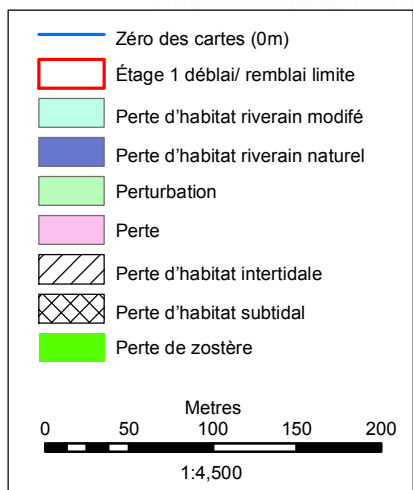 Zéro des cartes (0m)
Étage 1 déblai/ remblai limite
Perte d'habitat riverain modifé
Perte d'habitat riverain naturel
Perturbation
Perte
Perte d'habitat intertidale
Perte d'habitat subtidal
Perte de zostère
Metres
0 50 100 150 200
1:4,500